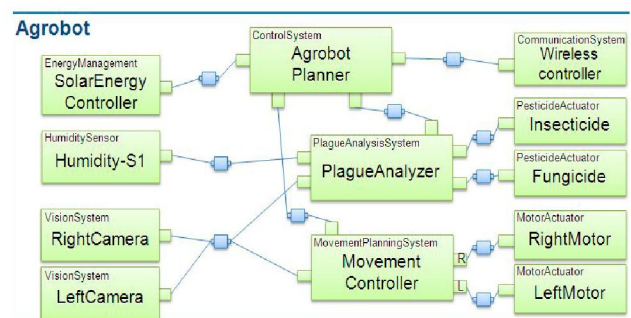 Agrobot
ControlSystem
Agrobot
Planner
CommunicationSystem
Wireless
controller
EnergyManagement
SolarEnergy
Controller
PesticideActuator
Insecticide
HumiditySensor
Humidity-S1
PlagueAnalysisSystem
PlagueAnalyzer
PesticideActuator
Fungicide
VisionSystem
RightCamera
MovementPlanningSystem
Movement
Controller
R
L
MotorActuator
RightMotor
VisionSystem
LeftCamera
MotorActuator
LeftMotor